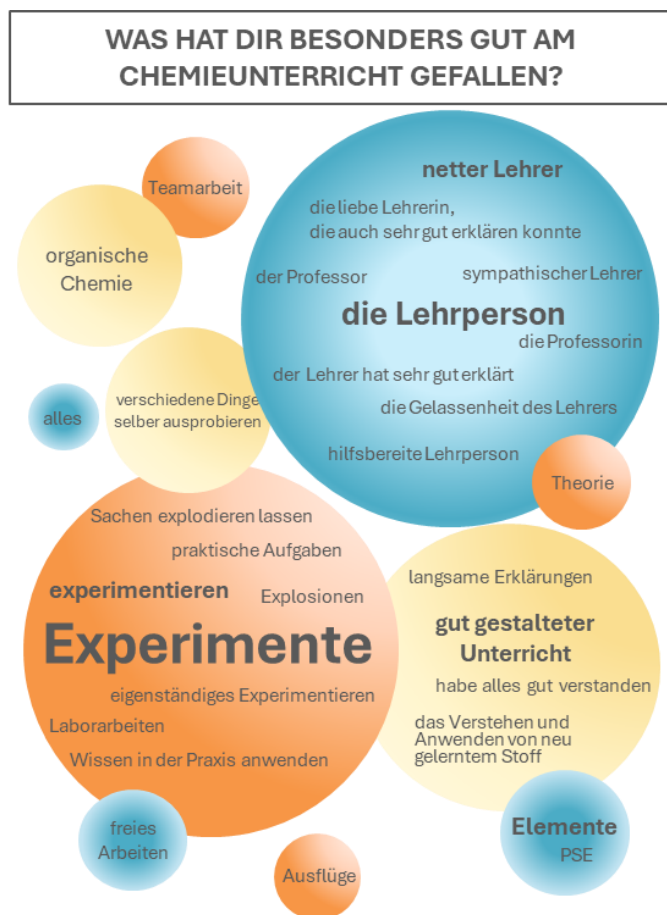 WAS HAT DIR BESONDERS GUT AM
CHEMIEUNTERRICHT GEFALLEN?
Teamarbeit
organische
Chemie
netter Lehrer
die liebe Lehrerin,
die auch sehr gut erklären konnte
der Professor
sympathischer Lehrer
die Lehrperson
die Professorin
der Lehrer hat sehr gut erklärt
die Gelassenheit des Lehrers
hilfsbereite Lehrperson
verschiedene Dinge
selber ausprobieren
alles
Theorie
Sachen explodieren lassen
praktische Aufgaben
experimentieren
Explosionen
Experimente
eigenständiges Experimentieren
Laborarbeiten
Wissen in der Praxis anwenden
langsame Erklärungen
gut gestalteter
Unterricht
habe alles gut verstanden
das Verstehen und
Anwenden von neu
gelerntem Stoff
freies
Arbeiten
Elemente
PSE
Ausflüge